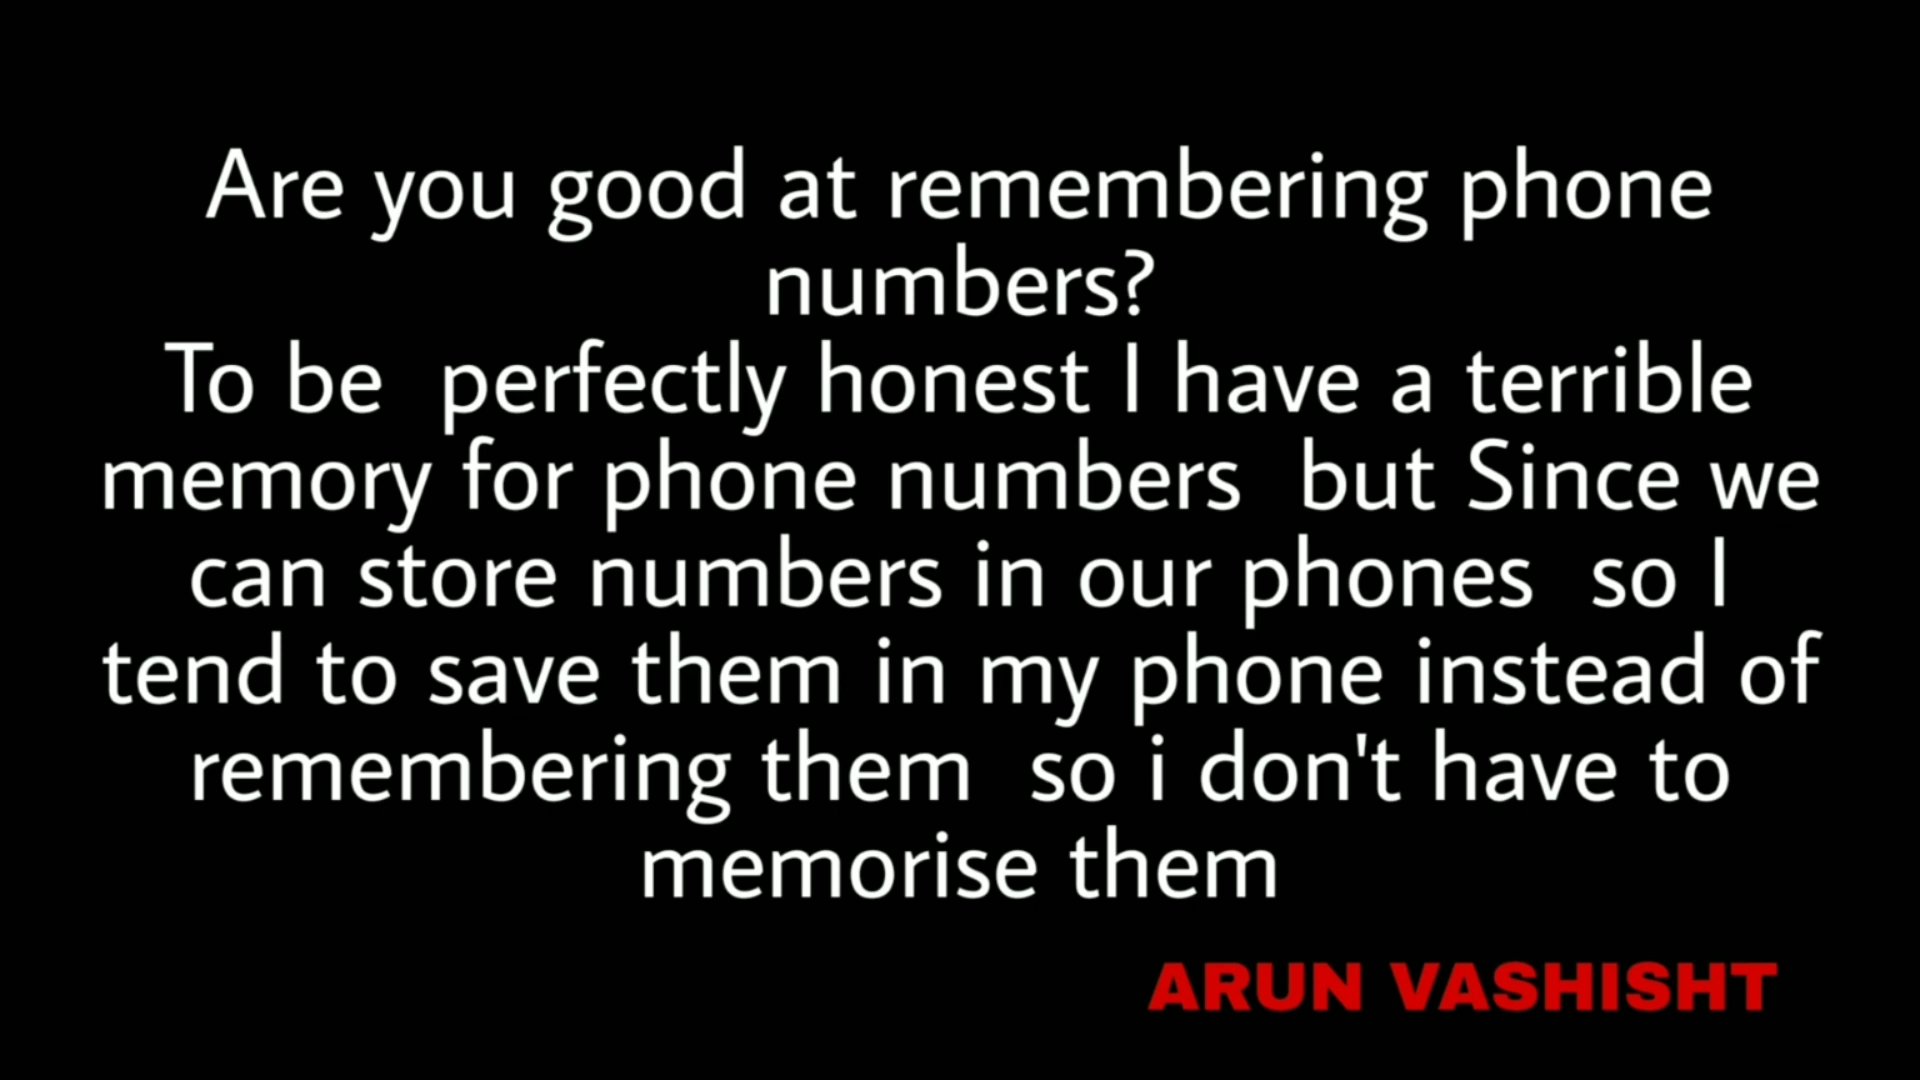 Are you good at remembering phone
numbers?
To be  perfectly honest I have a terrible
memory for phone numbers  but Since we
can store numbers in our phones  so I
tend to save them in my phone instead of
remembering them  so i don't have to
memorise them
ARUN VASHISHT